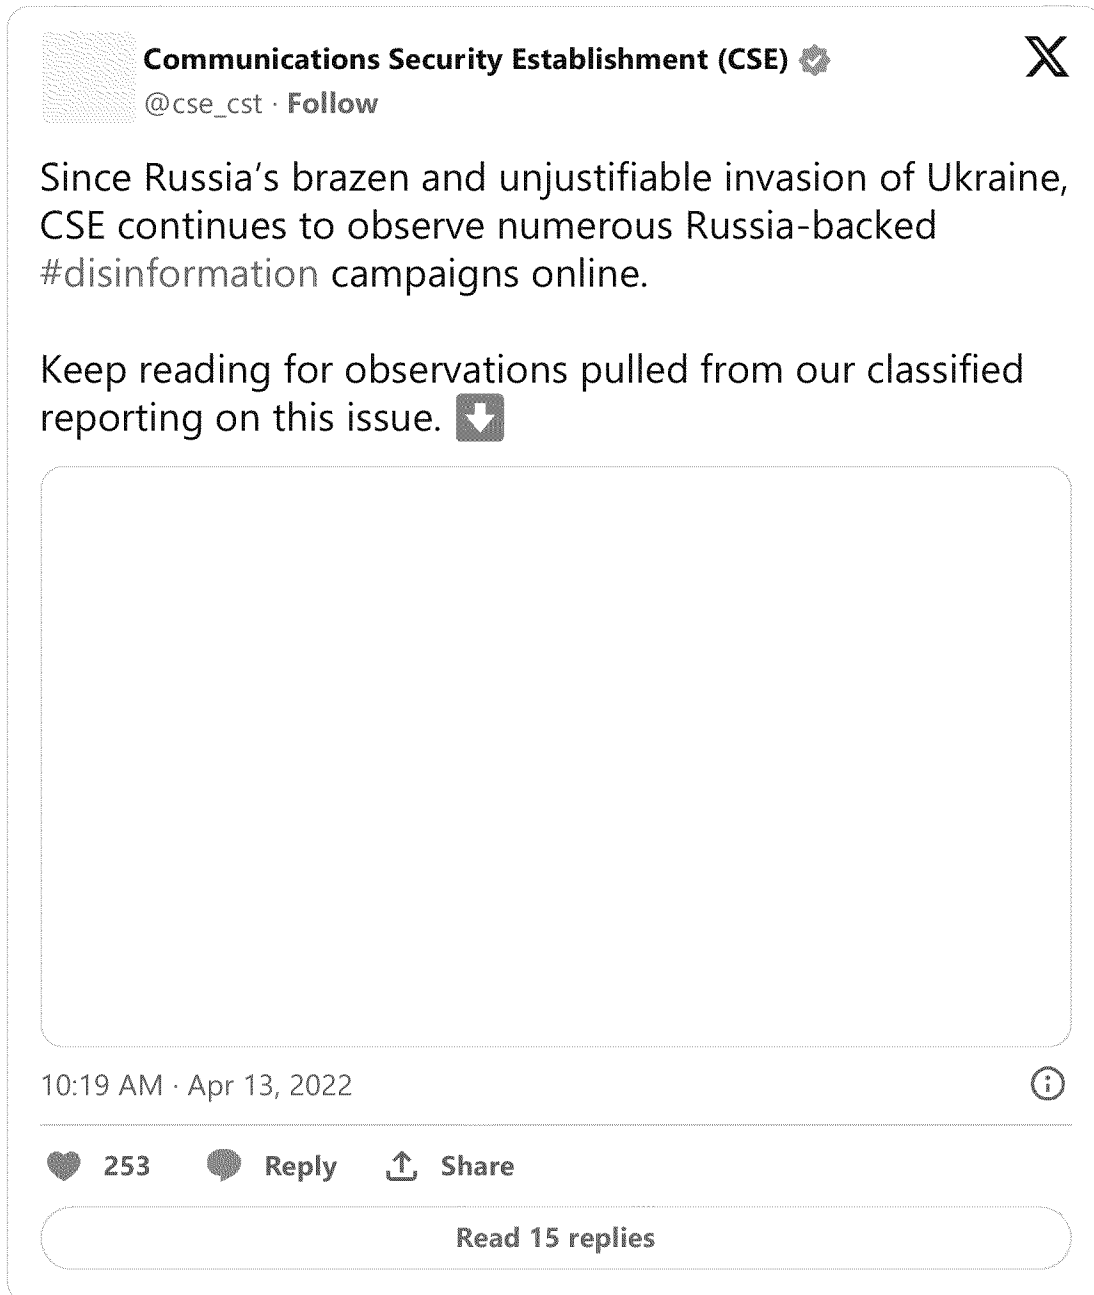 Communications Security Establishment (CSE)
@cse_cst · Follow
Since Russia’s brazen and unjustifiable invasion of Ukraine,
CSE continues to observe numerous Russia-backed
#disinformation campaigns online.
Keep reading for observations pulled from our classified
reporting on this issue. ⬇️
10:19 AM · Apr 13, 2022
253 Reply Share
Read 15 replies